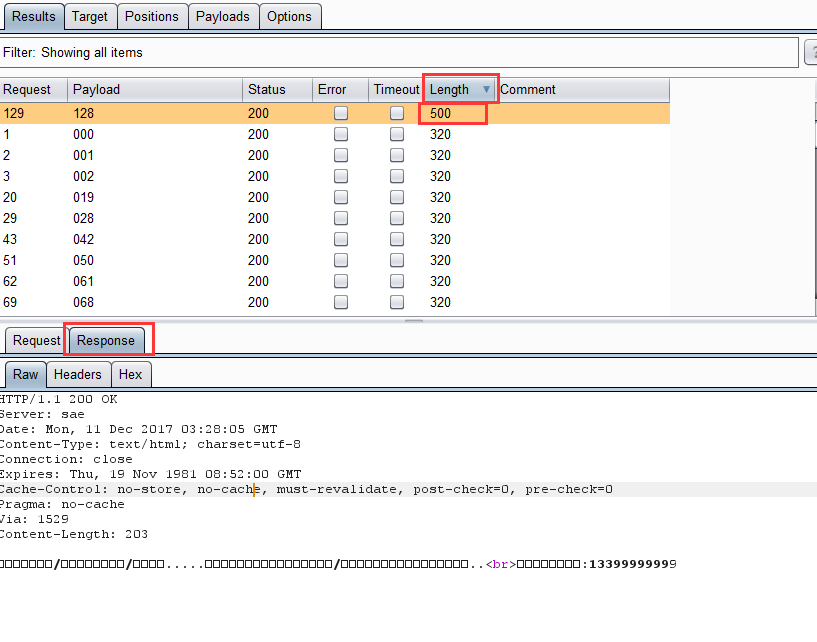 Results Target Positions Payloads Options
Filter: Showing all items
?
Request Payload Status Error Timeout Length Comment
129 128 200 500
1 000 200 320
2 001 200 320
3 002 200 320
20 019 200 320
29 028 200 320
43 042 200 320
51 050 200 320
62 061 200 320
69 068 200 320
Request Response
Raw Headers Hex
HTTP/1.1 200 OK
Server: sae
Date: Mon, 11 Dec 2017 03:28:05 GMT
Content-Type: text/html; charset=utf-8
Connection: close
Expires: Thu, 19 Nov 1981 08:52:00 GMT
Cache-Control: no-store, no-cache, must-revalidate, post-check=0, pre-check=0
Pragma: no-cache
Via: 1529
Content-Length: 203
□□□□□□□/□□□□□□□□/□□□□.....□□□□□□□□□□□□□□□□/□□□□□□□□□□□□□□□□..<br>□□□□□□□□:13399999999